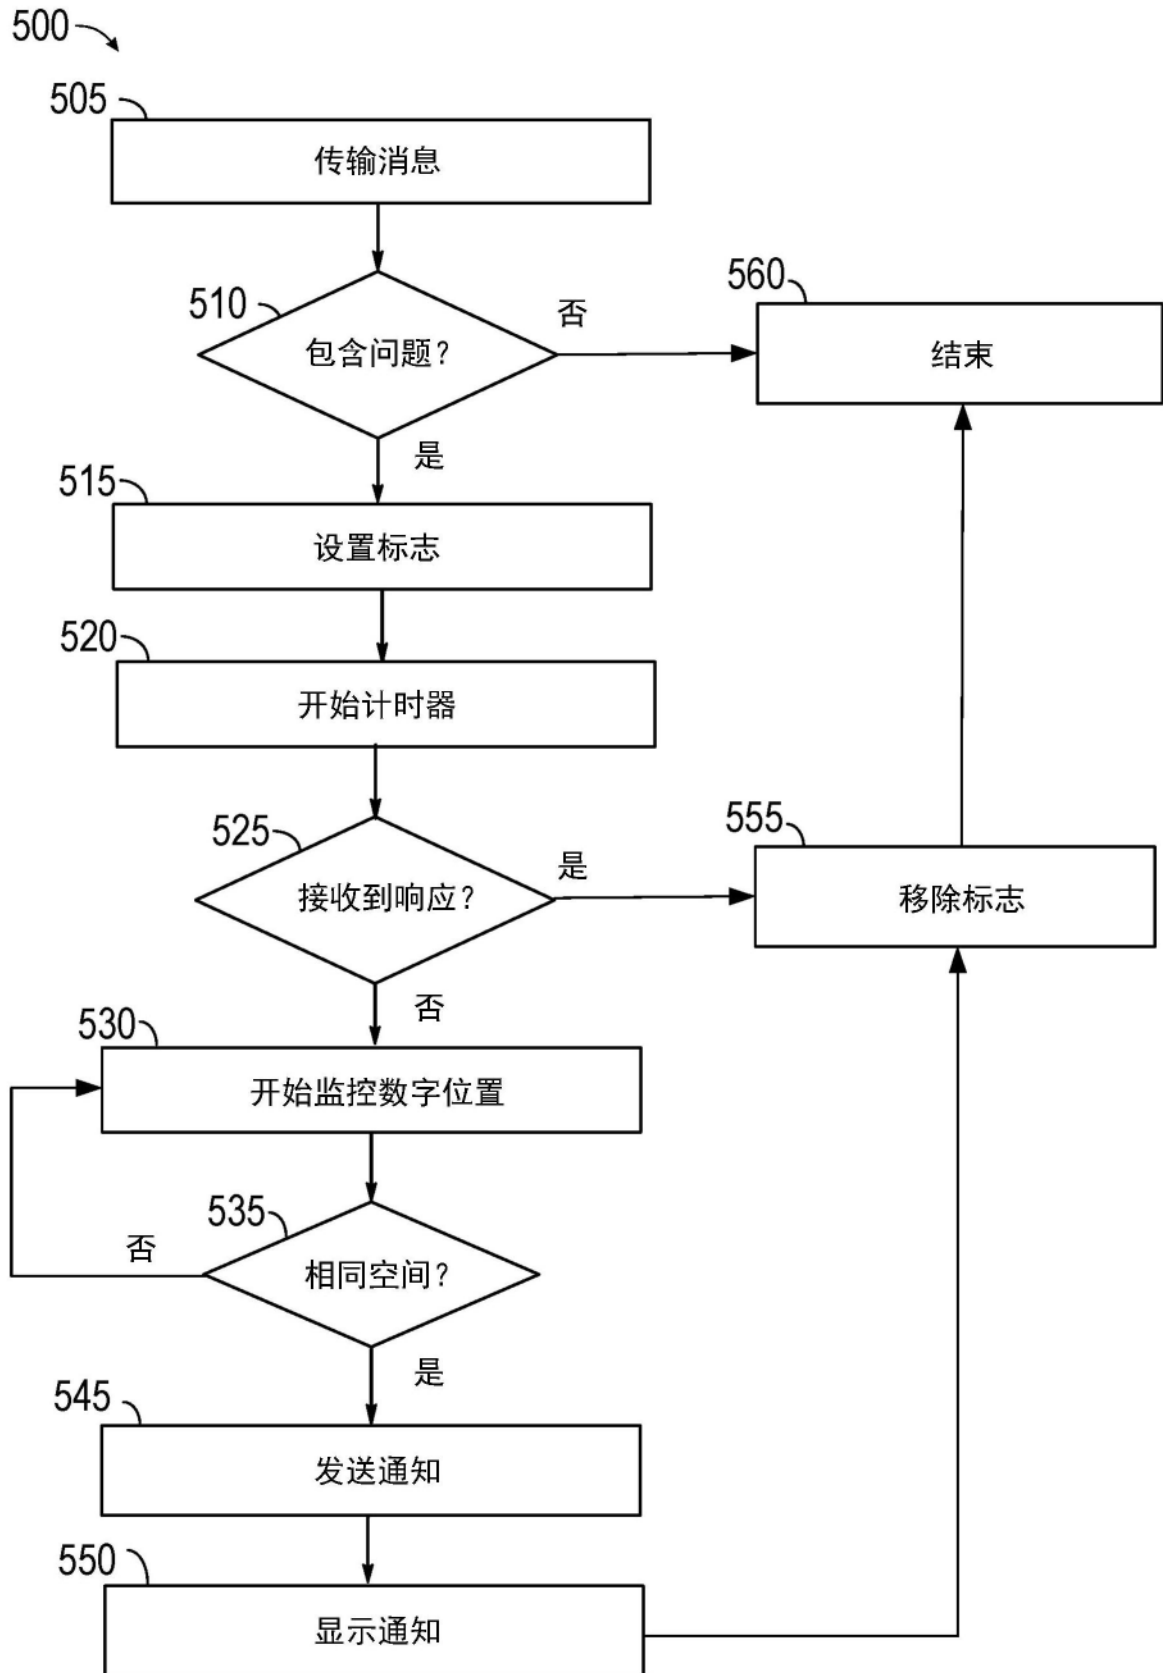 500
505
传输消息
510
包含问题？
否
560
结束
是
515
设置标志
520
开始计时器
525
接收到响应？
是
555
移除标志
否
530
开始监控数字位置
535
否
相同空间？
是
545
发送通知
550
显示通知